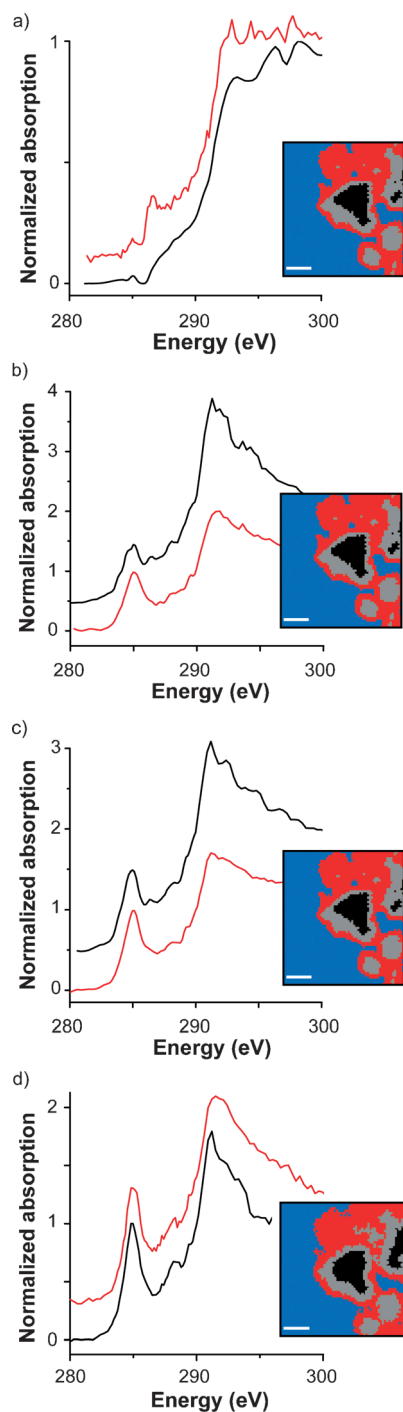 a)
Normalized absorption
1
0
280
290
300
Energy (eV)
b)
Normalized absorption
4
3
2
1
0
280
290
300
Energy (eV)
c)
Normalized absorption
3
2
1
0
280
290
300
Energy (eV)
d)
Normalized absorption
2
1
0
280
290
300
Energy (eV)